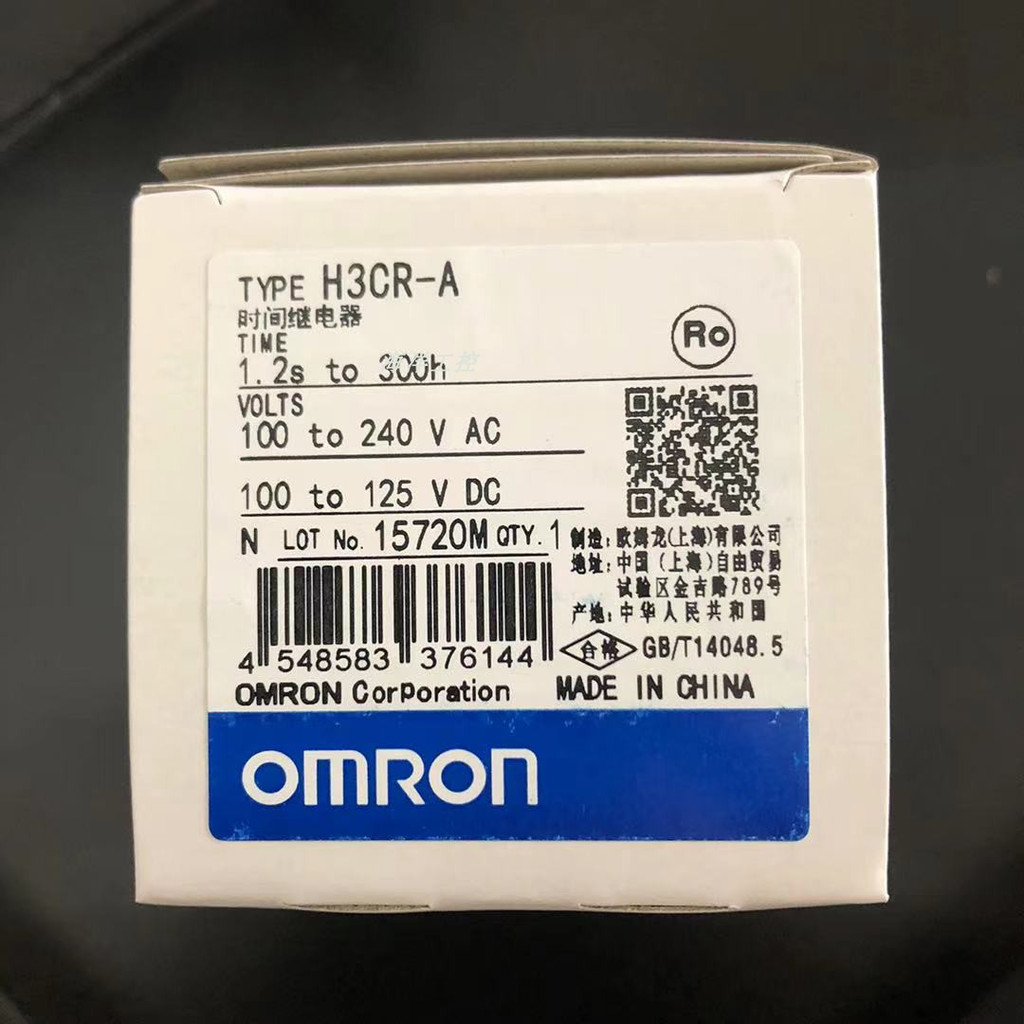 TYPE H3CR-A
时间继电器
Ro
TIME
1.2s to 300h
VOLTS
100 to 240 V AC
100 to 125 V DC
N LOT No. 15720M QTY. 1
制造: 欧姆龙(上海)有限公司
地址: 中国(上海)自由贸易
试验区金吉路789号
产地: 中华人民共和国
4 548583 376144
合格 GB/T14048.5
OMRON Corporation MADE IN CHINA
OMRON